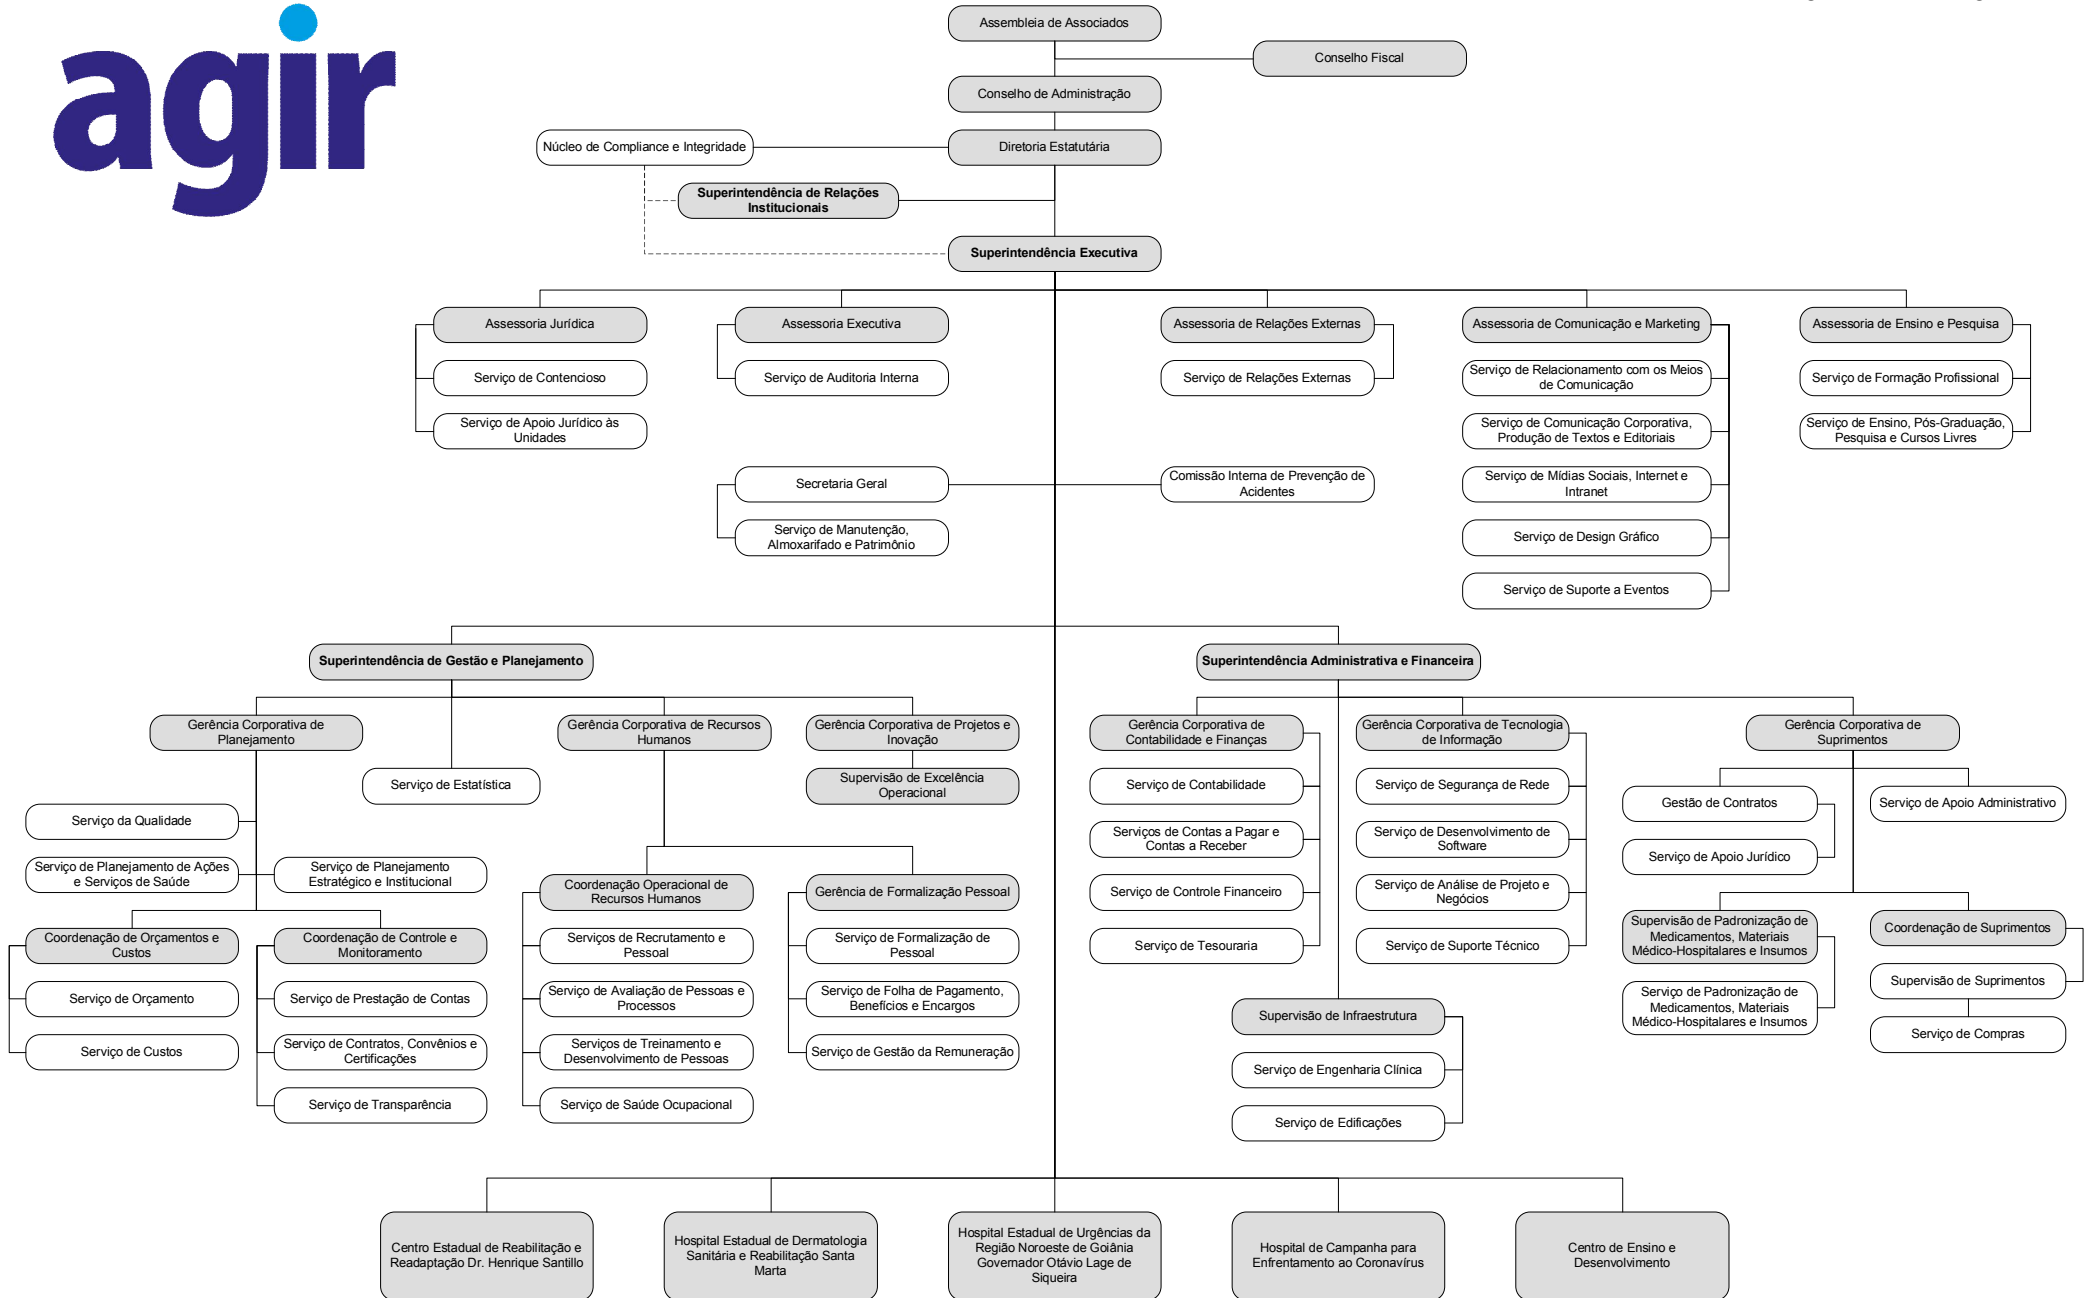 agir
Assembleia de Associados
Conselho Fiscal
Conselho de Administração
Núcleo de Compliance e Integridade
Diretoria Estatutária
Superintendência de Relações
Institucionais
Superintendência Executiva
Assessoria Jurídica
Assessoria Executiva
Assessoria de Relações Externas
Assessoria de Comunicação e Marketing
Assessoria de Ensino e Pesquisa
Serviço de Contencioso
Serviço de Auditoria Interna
Serviço de Relações Externas
Serviço de Relacionamento com os Meios
de Comunicação
Serviço de Formação Profissional
Serviço de Apoio Jurídico às
Unidades
Serviço de Comunicação Corporativa,
Produção de Textos e Editoriais
Serviço de Ensino, Pós-Graduação,
Pesquisa e Cursos Livres
Secretaria Geral
Comissão Interna de Prevenção de
Acidentes
Serviço de Mídias Sociais, Internet e
Intranet
Serviço de Manutenção,
Almoxarifado e Patrimônio
Serviço de Design Gráfico
Serviço de Suporte a Eventos
Superintendência de Gestão e Planejamento
Superintendência Administrativa e Financeira
Gerência Corporativa de
Planejamento
Gerência Corporativa de Recursos
Humanos
Gerência Corporativa de Projetos e
Inovação
Gerência Corporativa de
Contabilidade e Finanças
Gerência Corporativa de Tecnologia
de Informação
Gerência Corporativa de
Suprimentos
Serviço de Estatística
Supervisão de Excelência
Operacional
Serviço de Contabilidade
Serviço de Segurança de Rede
Gestão de Contratos
Serviço de Apoio Administrativo
Serviço da Qualidade
Serviços de Contas a Pagar e
Contas a Receber
Serviço de Desenvolvimento de
Software
Serviço de Apoio Jurídico
Serviço de Planejamento de Ações
e Serviços de Saúde
Serviço de Planejamento
Estratégico e Institucional
Coordenação Operacional de
Recursos Humanos
Gerência de Formalização Pessoal
Serviço de Controle Financeiro
Serviço de Análise de Projeto e
Negócios
Supervisão de Padronização de
Medicamentos, Materiais
Médico-Hospitalares e Insumos
Coordenação de Suprimentos
Coordenação de Orçamentos e
Custos
Coordenação de Controle e
Monitoramento
Serviços de Recrutamento e
Pessoal
Serviço de Formalização de
Pessoal
Serviço de Tesouraria
Serviço de Suporte Técnico
Supervisão de Suprimentos
Serviço de Orçamento
Serviço de Prestação de Contas
Serviço de Avaliação de Pessoas e
Processos
Serviço de Folha de Pagamento,
Benefícios e Encargos
Supervisão de Infraestrutura
Serviço de Padronização de
Medicamentos, Materiais
Médico-Hospitalares e Insumos
Serviço de Compras
Serviço de Custos
Serviço de Contratos, Convênios e
Certificações
Serviços de Treinamento e
Desenvolvimento de Pessoas
Serviço de Gestão da Remuneração
Serviço de Engenharia Clínica
Serviço de Transparência
Serviço de Saúde Ocupacional
Serviço de Edificações
Centro Estadual de Reabilitação e
Readaptação Dr. Henrique Santillo
Hospital Estadual de Dermatologia
Sanitária e Reabilitação Santa
Marta
Hospital Estadual de Urgências da
Região Noroeste de Goiânia
Governador Otávio Lage de
Siqueira
Hospital de Campanha para
Enfrentamento ao Coronavírus
Centro de Ensino e
Desenvolvimento